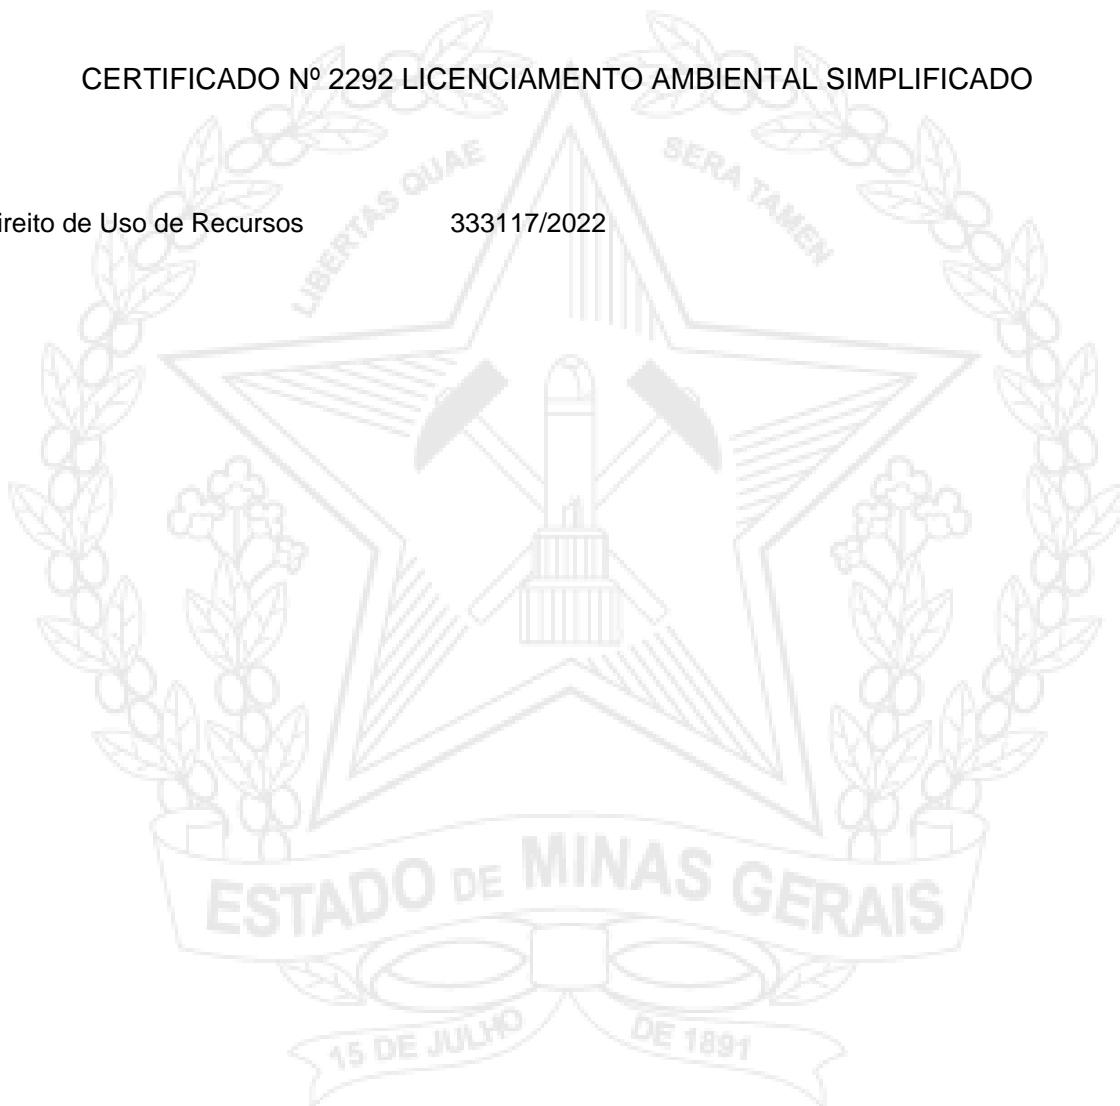 CERTIFICADO Nº 2292 LICENCIAMENTO AMBIENTAL SIMPLIFICADO
LIBERTAS QUAE SERA TAMEN
ireito de Uso de Recursos 333117/2022
ESTADO DE MINAS GERAIS
15 DE JULHO DE 1891